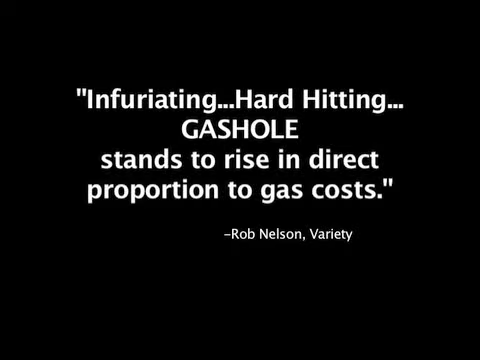 "Infuriating...Hard Hitting...
GASHOLE
stands to rise in direct
proportion to gas costs."
–Rob Nelson, Variety